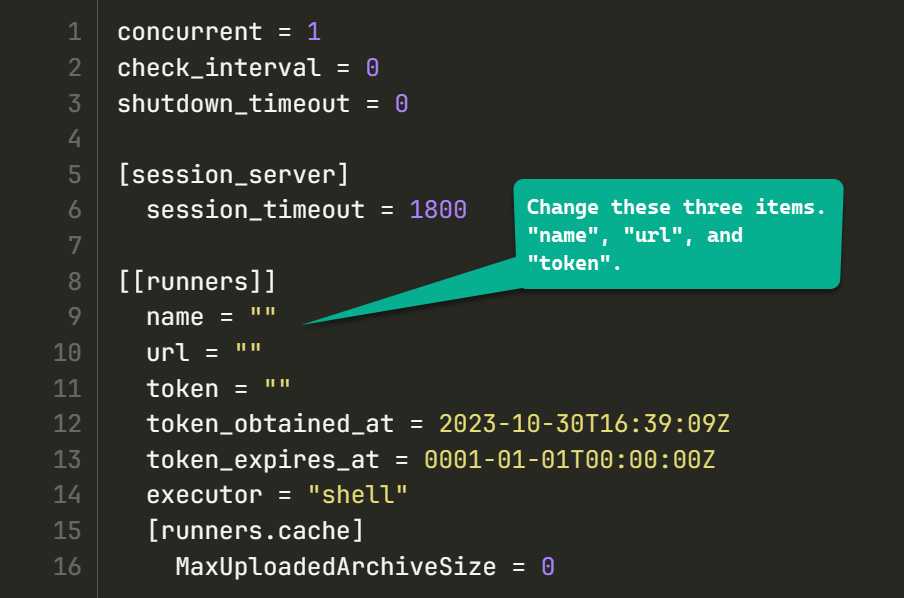 1 concurrent = 1
2 check_interval = 0
3 shutdown_timeout = 0
4
5 [session_server]
6   session_timeout = 1800
7
8 [[runners]]
9   name = ""
10   url = ""
11   token = ""
12   token_obtained_at = 2023-10-30T16:39:09Z
13   token_expires_at = 0001-01-01T00:00:00Z
14   executor = "shell"
15   [runners.cache]
16     MaxUploadedArchiveSize = 0
Change these three items.
"name", "url", and
"token".